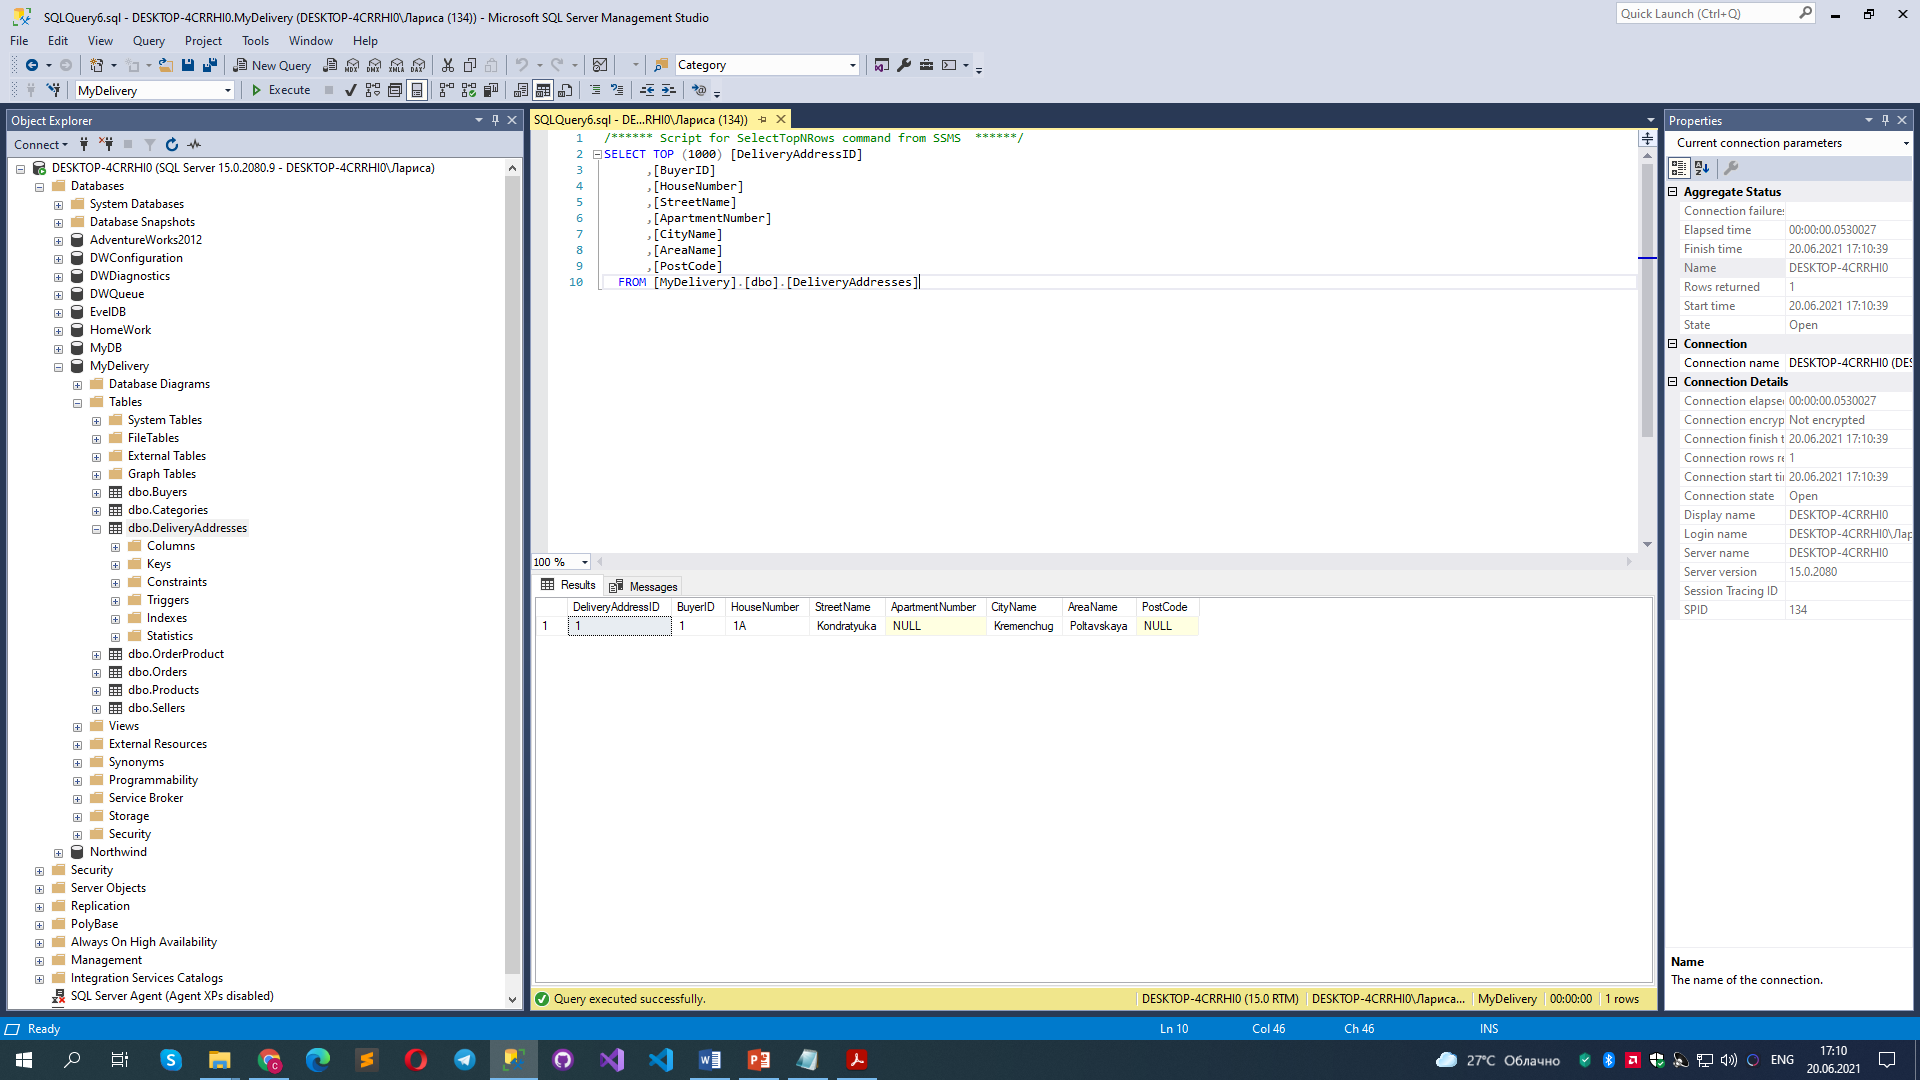 SQLQuery6.sql - DESKTOP-4CRRHI0.MyDelivery (DESKTOP-4CRRHI0\Лариса (134)) - Microsoft SQL Server Management Studio
Quick Launch (Ctrl+Q)
File Edit View Query Project Tools Window Help
New Query
MDX DMX XMLA DAX
Category
MyDelivery
Execute
Object Explorer
Connect
DESKTOP-4CRRHI0 (SQL Server 15.0.2080.9 - DESKTOP-4CRRHI0\Лариса)
Databases
System Databases
Database Snapshots
AdventureWorks2012
DWConfiguration
DWDiagnostics
DWQueue
EvelDB
HomeWork
MyDB
MyDelivery
Database Diagrams
Tables
System Tables
FileTables
External Tables
Graph Tables
dbo.Buyers
dbo.Categories
dbo.DeliveryAddresses
Columns
Keys
Constraints
Triggers
Indexes
Statistics
dbo.OrderProduct
dbo.Orders
dbo.Products
dbo.Sellers
Views
External Resources
Synonyms
Programmability
Service Broker
Storage
Security
Northwind
Security
Server Objects
Replication
PolyBase
Always On High Availability
Management
Integration Services Catalogs
SQL Server Agent (Agent XPs disabled)
SQLQuery6.sql - DE...RHI0\Лариса (134))
1 /****** Script for SelectTopNRows command from SSMS ******/
2 SELECT TOP (1000) [DeliveryAddressID]
3 ,[BuyerID]
4 ,[HouseNumber]
5 ,[StreetName]
6 ,[ApartmentNumber]
7 ,[CityName]
8 ,[AreaName]
9 ,[PostCode]
10 FROM [MyDelivery].[dbo].[DeliveryAddresses]
100 %
Results Messages
DeliveryAddressID BuyerID HouseNumber StreetName ApartmentNumber CityName AreaName PostCode
1 1 1 1A Kondratyuka NULL Kremenchug Poltavskaya NULL
Query executed successfully.
DESKTOP-4CRRHI0 (15.0 RTM) DESKTOP-4CRRHI0\Лариса... MyDelivery 00:00:00 1 rows
Properties
Current connection parameters
Aggregate Status
Connection failures
Elapsed time 00:00:00.0530027
Finish time 20.06.2021 17:10:39
Name DESKTOP-4CRRHI0
Rows returned 1
Start time 20.06.2021 17:10:39
State Open
Connection
Connection name DESKTOP-4CRRHI0 (DES
Connection Details
Connection elapse 00:00:00.0530027
Connection encryp Not encrypted
Connection finish t 20.06.2021 17:10:39
Connection rows re 1
Connection start ti 20.06.2021 17:10:39
Connection state Open
Display name DESKTOP-4CRRHI0
Login name DESKTOP-4CRRHI0\Лар
Server name DESKTOP-4CRRHI0
Server version 15.0.2080
Session Tracing ID
SPID 134
Name
The name of the connection.
Ready
Ln 10 Col 46 Ch 46 INS
27°C Облачно
ENG
17:10
20.06.2021